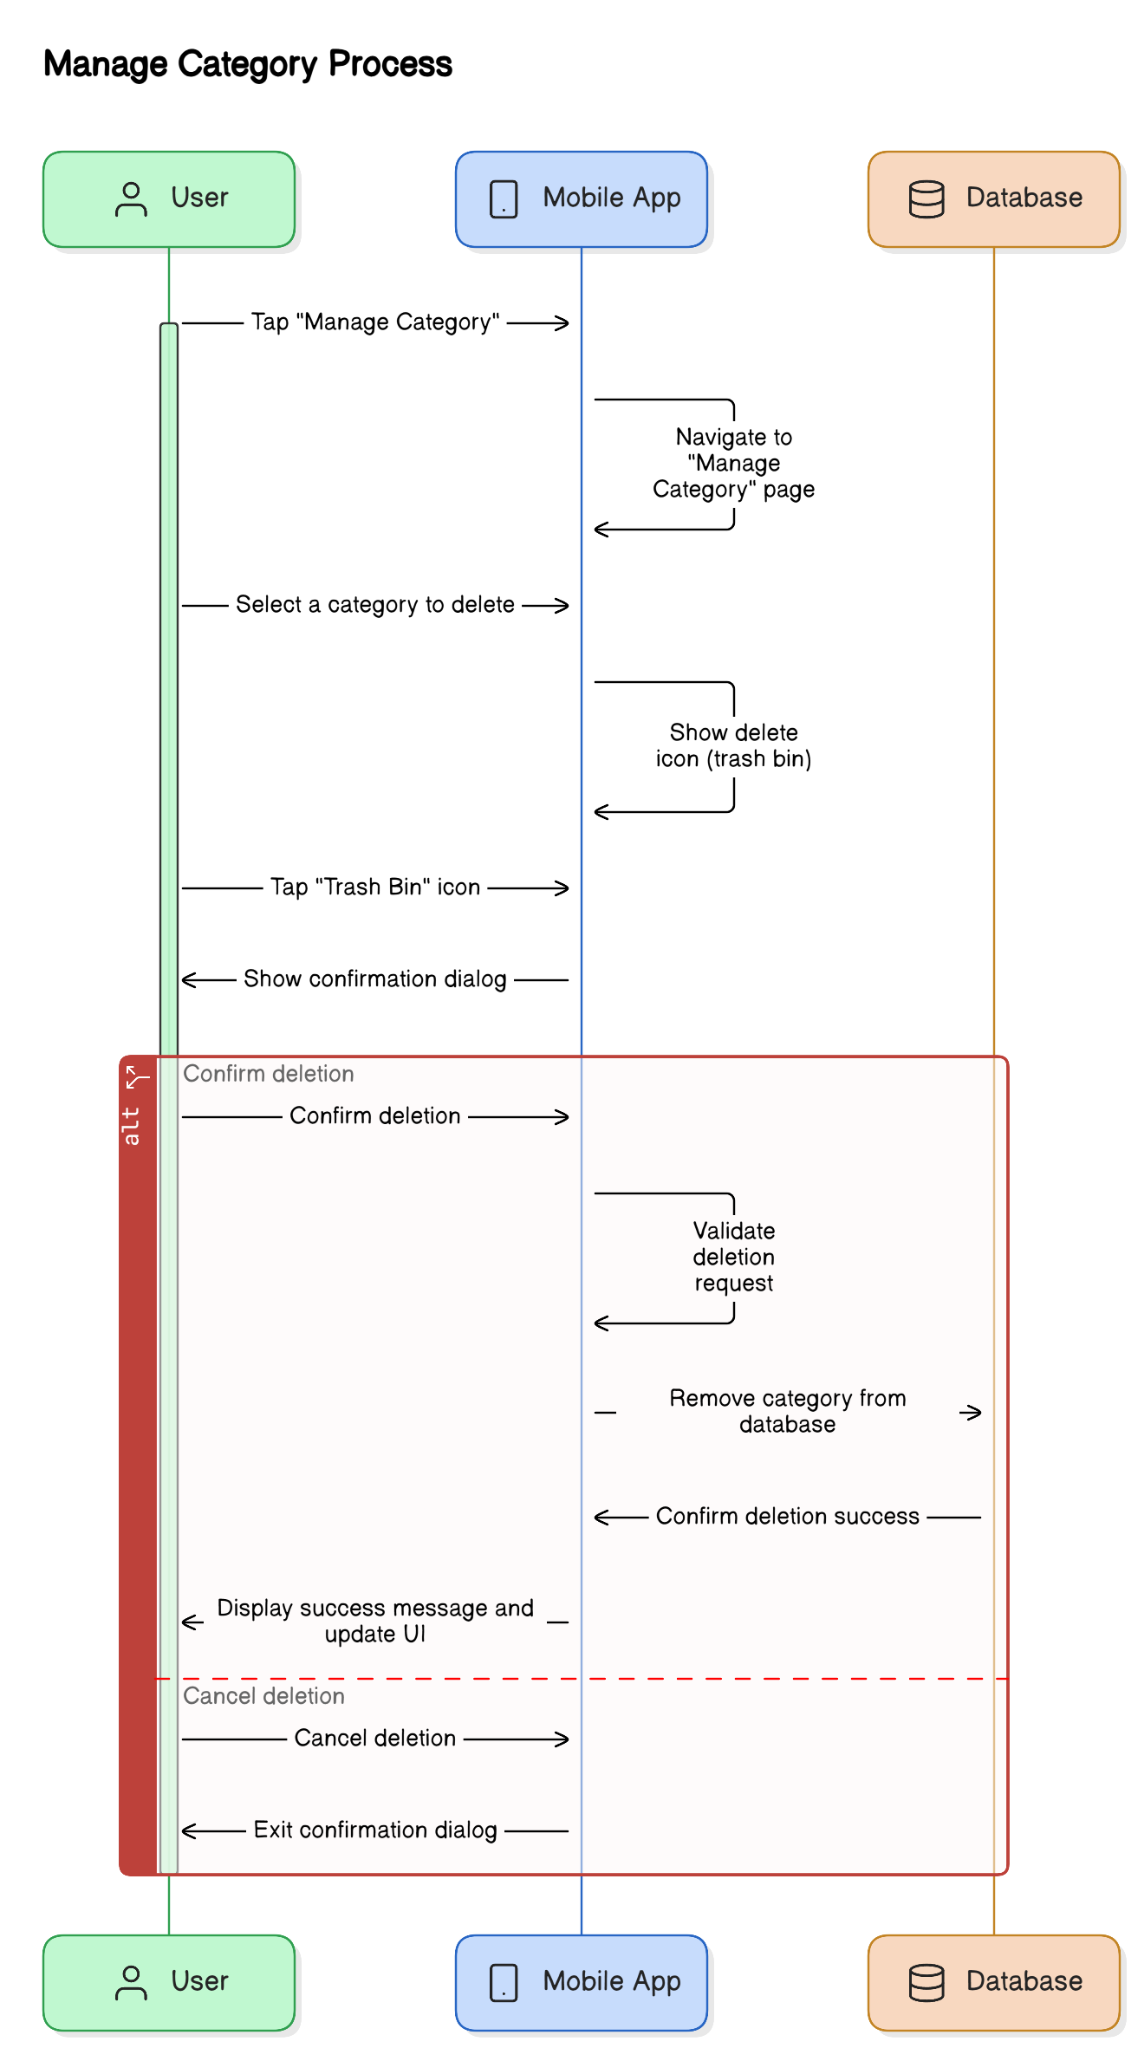 Manage Category Process
User
Mobile App
Database
Tap "Manage Category"
Navigate to
"Manage
Category" page
Select a category to delete
Show delete
icon (trash bin)
Tap "Trash Bin" icon
Show confirmation dialog
alt
Confirm deletion
Confirm deletion
Validate
deletion
request
Remove category from
database
Confirm deletion success
Display success message and
update UI
Cancel deletion
Cancel deletion
Exit confirmation dialog
User
Mobile App
Database